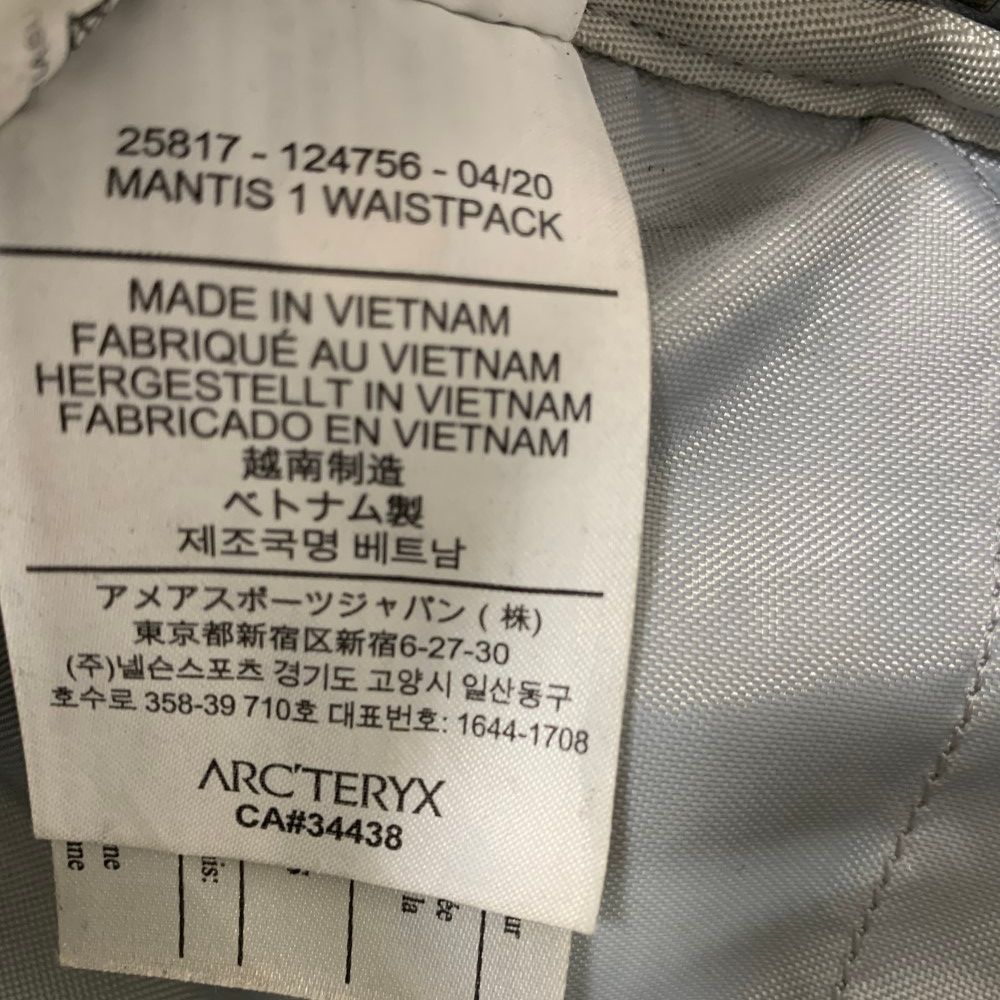 25817 - 124756 - 04/20
MANTIS 1 WAISTPACK
MADE IN VIETNAM
FABRIQUÉ AU VIETNAM
HERGESTELLT IN VIETNAM
FABRICADO EN VIETNAM
越南制造
ベトナム製
제조국명 베트남
アメアスポーツジャパン ( 株)
東京都新宿区新宿6-27-30
(주)넬슨스포츠 경기도 고양시 일산동구
호수로 358-39 710호 대표번호: 1644-1708
ARC'TERYX
CA#34438